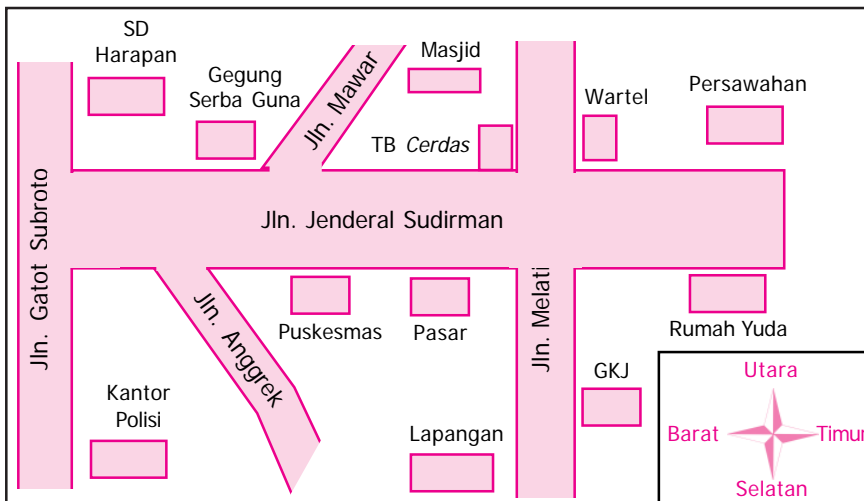 SD
Harapan
Gegung
Serba Guna
Jln. Mawar
Masjid
TB Cerdas
Wartel
Persawahan
Jln. Gatot Subroto
Jln. Jenderal Sudirman
Jln. Anggrek
Puskesmas
Pasar
Jln. Melati
Rumah Yuda
Kantor
Polisi
Lapangan
GKJ
Utara
Barat
Timur
Selatan